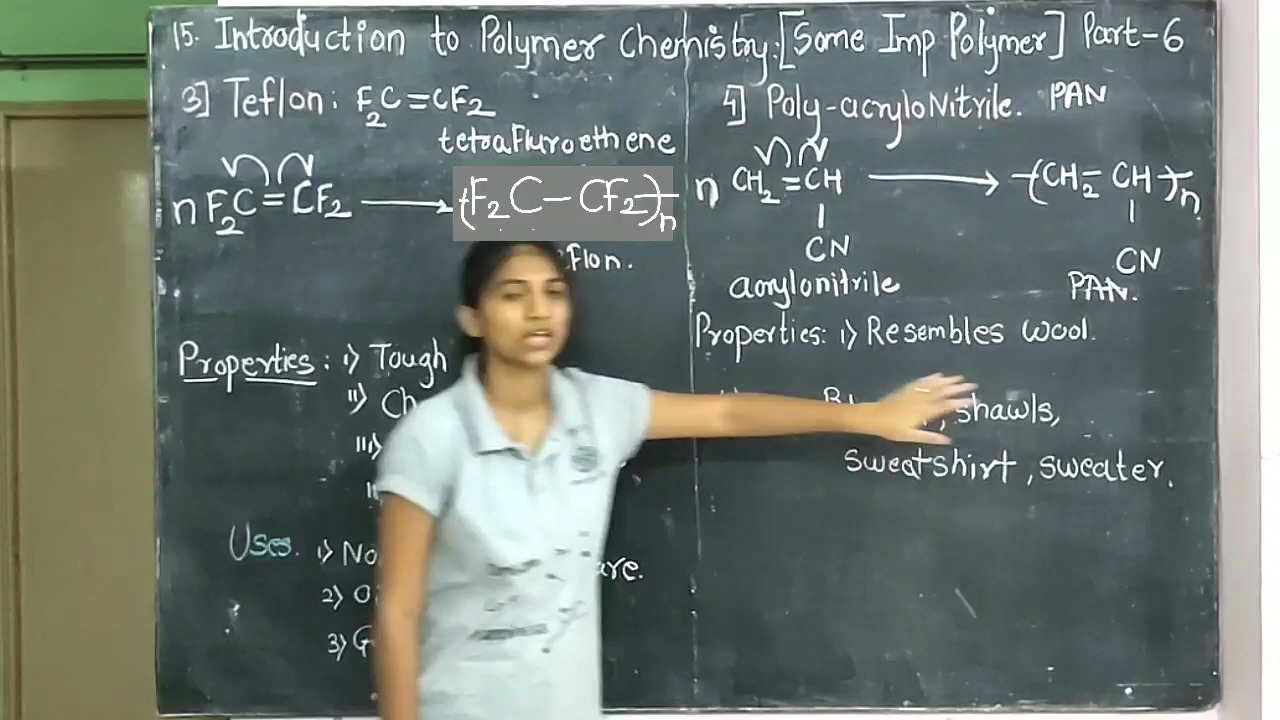 15. Introduction to Polymer Chemistry. [Some Imp Polymer] Part-6
3] Teflon: F2C=CF2
tetrafluroethene
n F2C=CF2 ⟶ -(F2C-CF2)-n
flon.
Properties: i) Tough
ii) Ch
iii)
Uses. 1) No
are.
2) O
3) G
4] Poly-acryloNitrile. PAN
n CH2=CH ⟶ -(CH2-CH)-n
CN CN
acrylonitrile PAN.
Properties: i) Resembles wool.
, shawls,
sweatshirt, sweater.